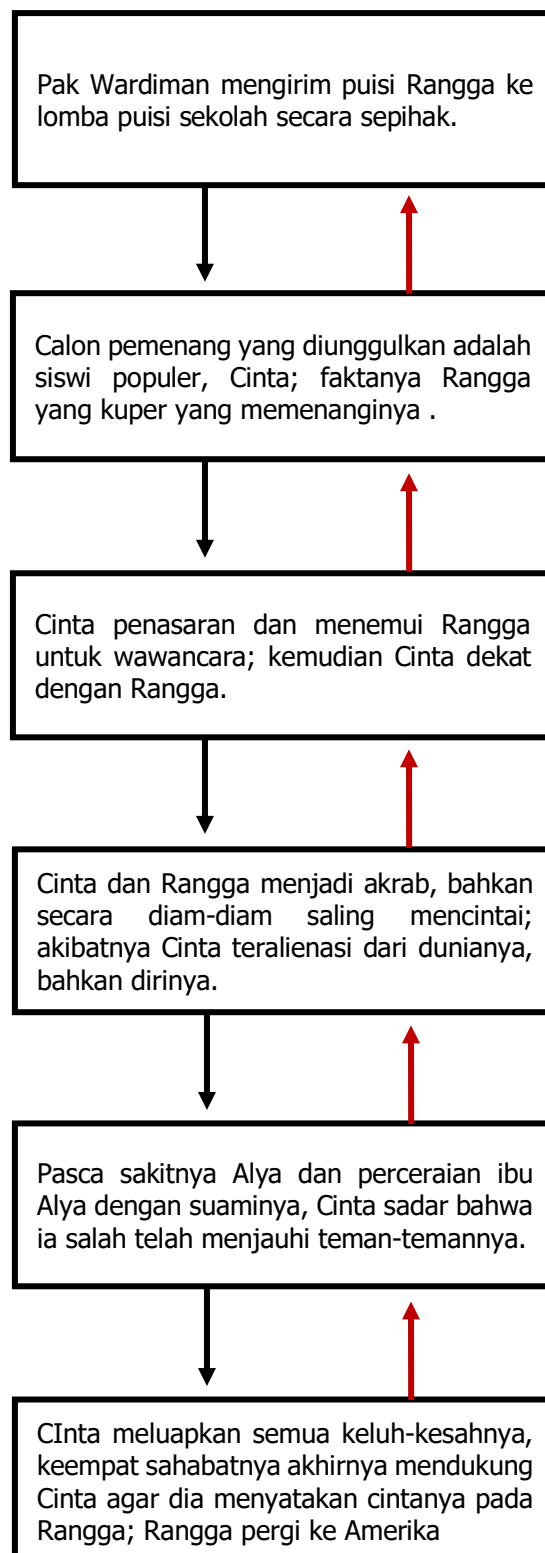 Pak Wardiman mengirim puisi Rangga ke
lomba puisi sekolah secara sepihak.
Calon pemenang yang diunggulkan adalah
siswi populer, Cinta; faktanya Rangga
yang kuper yang memenanginya .
Cinta penasaran dan menemui Rangga
untuk wawancara; kemudian Cinta dekat
dengan Rangga.
Cinta dan Rangga menjadi akrab, bahkan
secara diam-diam saling mencintai;
akibatnya Cinta teralienasi dari dunianya,
bahkan dirinya.
Pasca sakitnya Alya dan perceraian ibu
Alya dengan suaminya, Cinta sadar bahwa
ia salah telah menjauhi teman-temannya.
CInta meluapkan semua keluh-kesahnya,
keempat sahabatnya akhirnya mendukung
Cinta agar dia menyatakan cintanya pada
Rangga; Rangga pergi ke Amerika